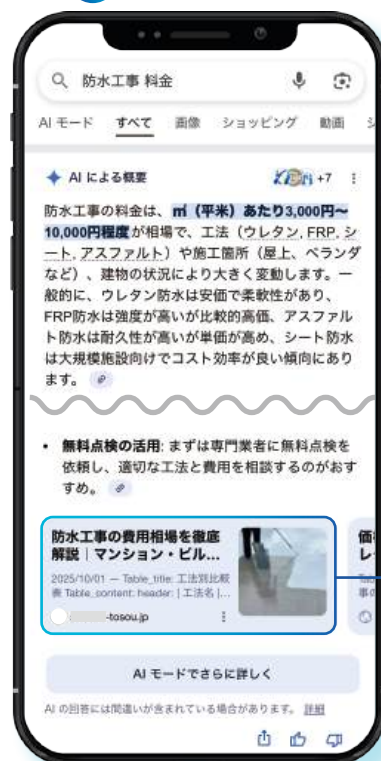 防水工事 料金
AI モード すべて 画像 ショッピング 動画
AI による概要
+7
防水工事の料金は、㎡（平米）あたり3,000円〜
10,000円程度が相場で、工法（ウレタン, FRP, シ
ート, アスファルト）や施工箇所（屋上、ベランダ
など）、建物の状況により大きく変動します。一
般的に、ウレタン防水は安価で柔軟性があり、
FRP防水は強度が高いが比較的高価、アスファル
ト防水は耐久性が高いが単価が高め、シート防水
は大規模施設向けでコスト効率が良い傾向にあり
ます。
• 無料点検の活用: まずは専門業者に無料点検を
依頼し、適切な工法と費用を相談するのがおす
すめ。
防水工事の費用相場を徹底
解説｜マンション・ビル...
2025/10/01 — Table_title: 工法別比較
表 Table_content: header: | 工法名 |...
-tosou.jp
AI モードでさらに詳しく
AI の回答には間違いが含まれている場合があります。 詳細